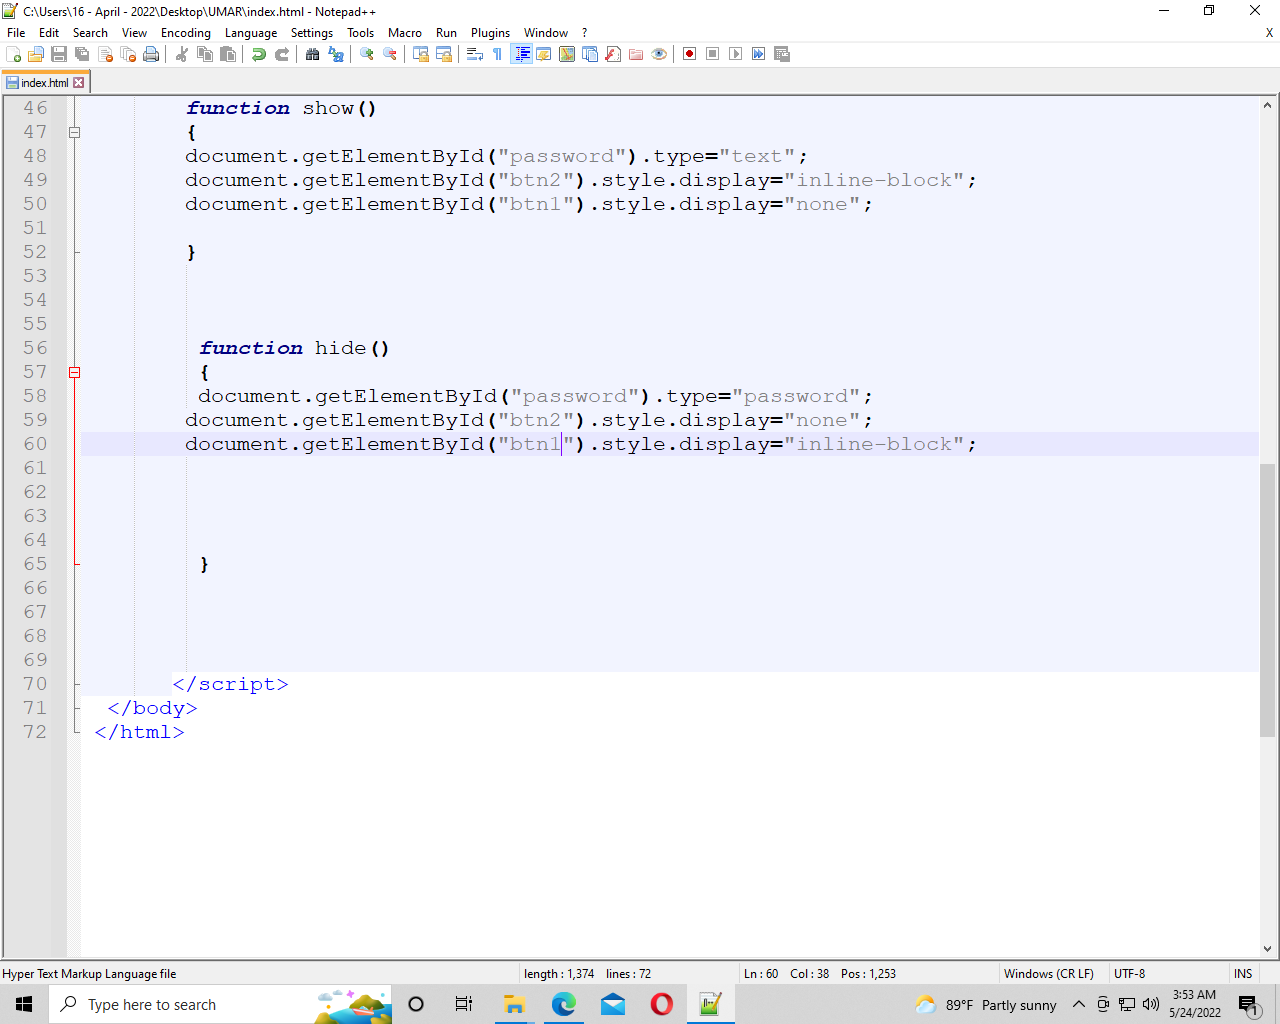 C:\Users\16 - April - 2022\Desktop\UMAR\index.html - Notepad++
File Edit Search View Encoding Language Settings Tools Macro Run Plugins Window ? X
index.html
46 function show()
47 {
48 document.getElementById("password").type="text";
49 document.getElementById("btn2").style.display="inline-block";
50 document.getElementById("btn1").style.display="none";
51
52 }
53
54
55
56 function hide()
57 {
58 document.getElementById("password").type="password";
59 document.getElementById("btn2").style.display="none";
60 document.getElementById("btn1").style.display="inline-block";
61
62
63
64
65 }
66
67
68
69
70 </script>
71 </body>
72 </html>
Hyper Text Markup Language file length : 1,374 lines : 72 Ln : 60 Col : 38 Pos : 1,253 Windows (CR LF) UTF-8 INS
Type here to search 89°F Partly sunny 3:53 AM
5/24/2022 1